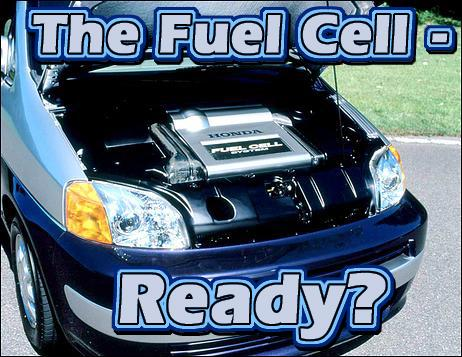 The Fuel Cell -
HONDA
FUEL CELL
SYSTEM
Ready?